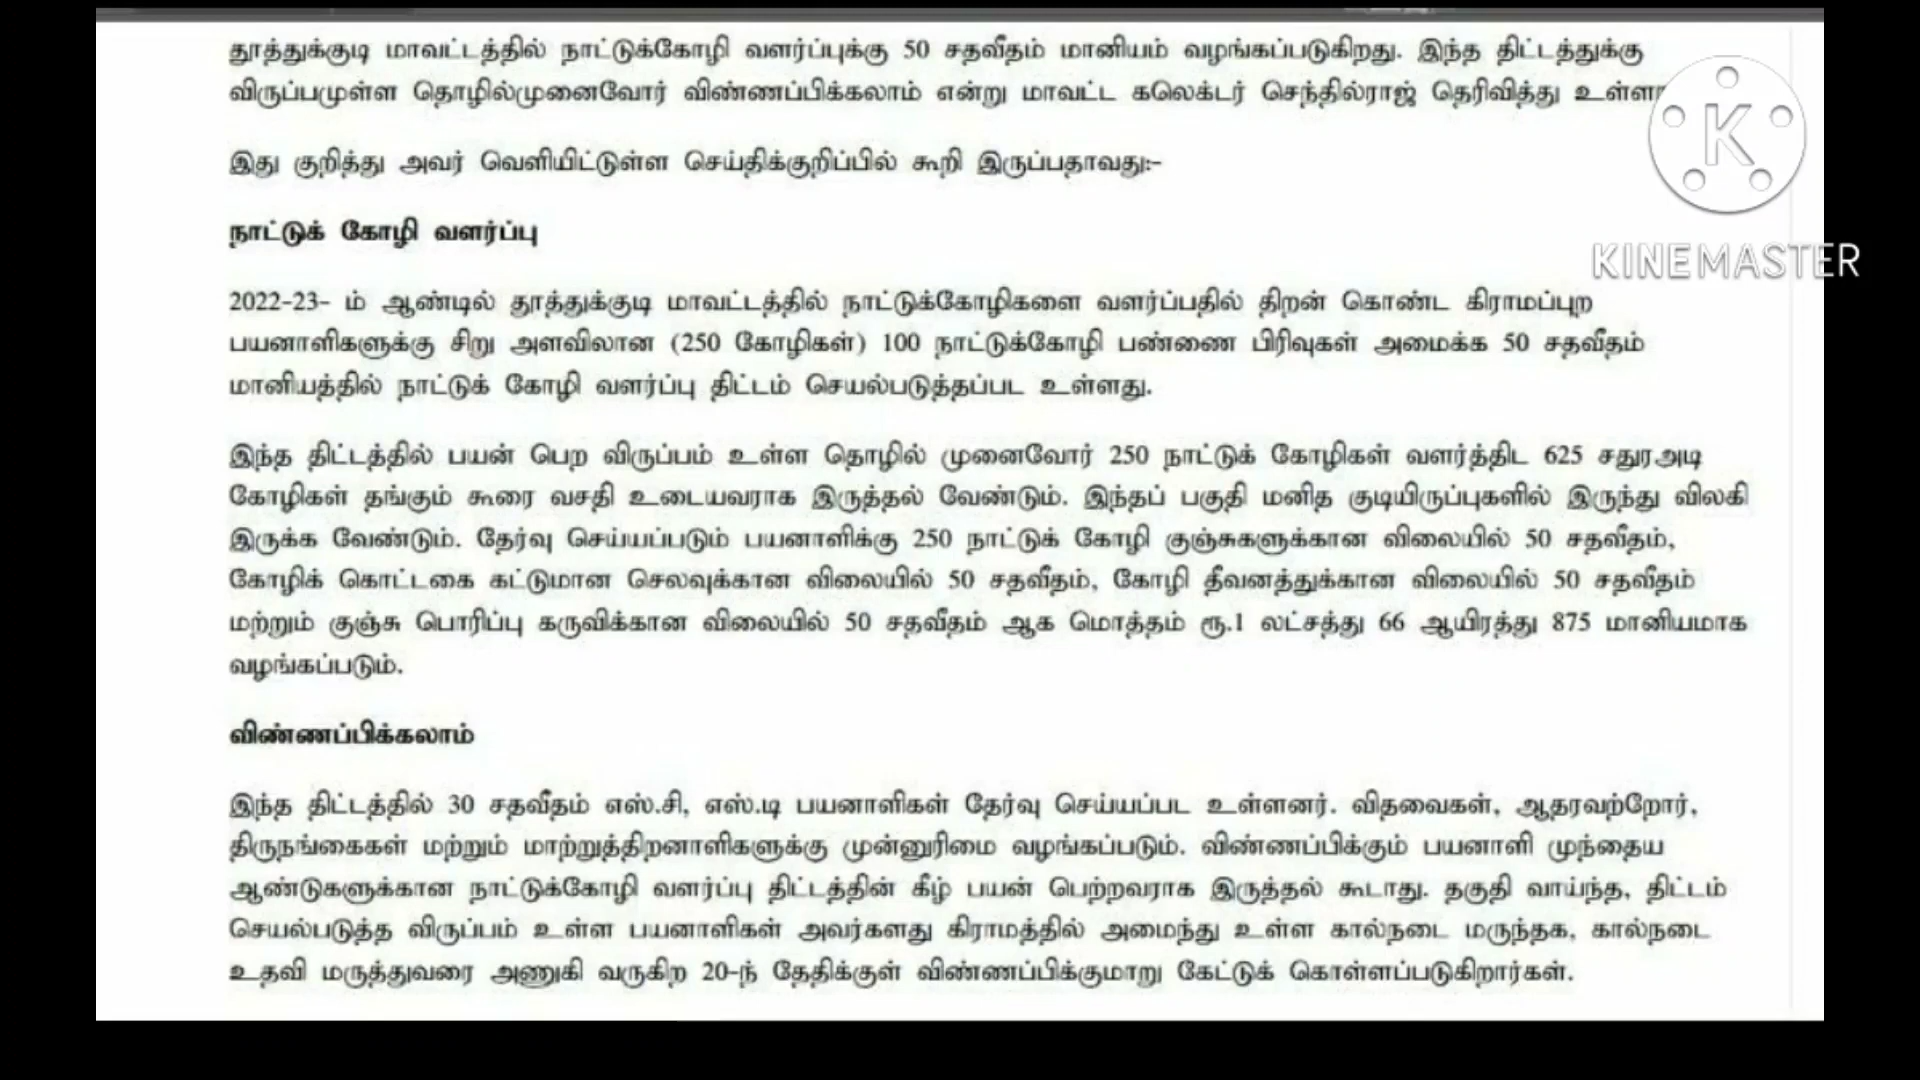 தூத்துக்குடி மாவட்டத்தில் நாட்டுக்கோழி வளர்ப்புக்கு 50 சதவீதம் மானியம் வழங்கப்படுகிறது. இந்த திட்டத்துக்கு
விருப்பமுள்ள தொழில்முனைவோர் விண்ணப்பிக்கலாம் என்று மாவட்ட கலெக்டர் செந்தில்ராஜ் தெரிவித்து
இது குறித்து அவர் வெளியிட்டுள்ள செய்திக்குறிப்பில் கூறி இருப்பதாவது:-
நாட்டுக் கோழி வளர்ப்பு
2022-23- ம் ஆண்டில் தூத்துக்குடி மாவட்டத்தில் நாட்டுக்கோழிகளை வளர்ப்பதில் திறன் கொண்ட கிராமப்புற
பயனாளிகளுக்கு சிறு அளவிலான (250 கோழிகள்) 100 நாட்டுக்கோழி பண்ணை பிரிவுகள் அமைக்க 50 சதவீதம்
மானியத்தில் நாட்டுக் கோழி வளர்ப்பு திட்டம் செயல்படுத்தப்பட உள்ளது.
இந்த திட்டத்தில் பயன் பெற விருப்பம் உள்ள தொழில் முனைவோர் 250 நாட்டுக் கோழிகள் வளர்த்திட 625 சதுரஅடி
கோழிகள் தங்கும் கூரை வசதி உடையவராக இருத்தல் வேண்டும். இந்தப் பகுதி மனித குடியிருப்புகளில் இருந்து விலகி
இருக்க வேண்டும். தேர்வு செய்யப்படும் பயனாளிக்கு 250 நாட்டுக் கோழி குஞ்சுகளுக்கான விலையில் 50 சதவீதம்,
கோழிக் கொட்டகை கட்டுமான செலவுக்கான விலையில் 50 சதவீதம், கோழி தீவனத்துக்கான விலையில் 50 சதவீதம்
மற்றும் குஞ்சு பொரிப்பு கருவிக்கான விலையில் 50 சதவீதம் ஆக மொத்தம் ரூ.1 லட்சத்து 66 ஆயிரத்து 875 மானியமாக
வழங்கப்படும்.
விண்ணப்பிக்கலாம்
இந்த திட்டத்தில் 30 சதவீதம் எஸ்.சி, எஸ்.டி பயனாளிகள் தேர்வு செய்யப்பட உள்ளனர். விதவைகள், ஆதரவற்றோர்,
திருநங்கைகள் மற்றும் மாற்றுத்திறனாளிகளுக்கு முன்னுரிமை வழங்கப்படும். விண்ணப்பிக்கும் பயனாளி முந்தைய
ஆண்டுகளுக்கான நாட்டுக்கோழி வளர்ப்பு திட்டத்தின் கீழ் பயன் பெற்றவராக இருத்தல் கூடாது. தகுதி வாய்ந்த, திட்டம்
செயல்படுத்த விருப்பம் உள்ள பயனாளிகள் அவர்களது கிராமத்தில் அமைந்து உள்ள கால்நடை மருந்தக, கால்நடை
உதவி மருத்துவரை அணுகி வருகிற 20-ந் தேதிக்குள் விண்ணப்பிக்குமாறு கேட்டுக் கொள்ளப்படுகிறார்கள்.
K
KINEMASTER